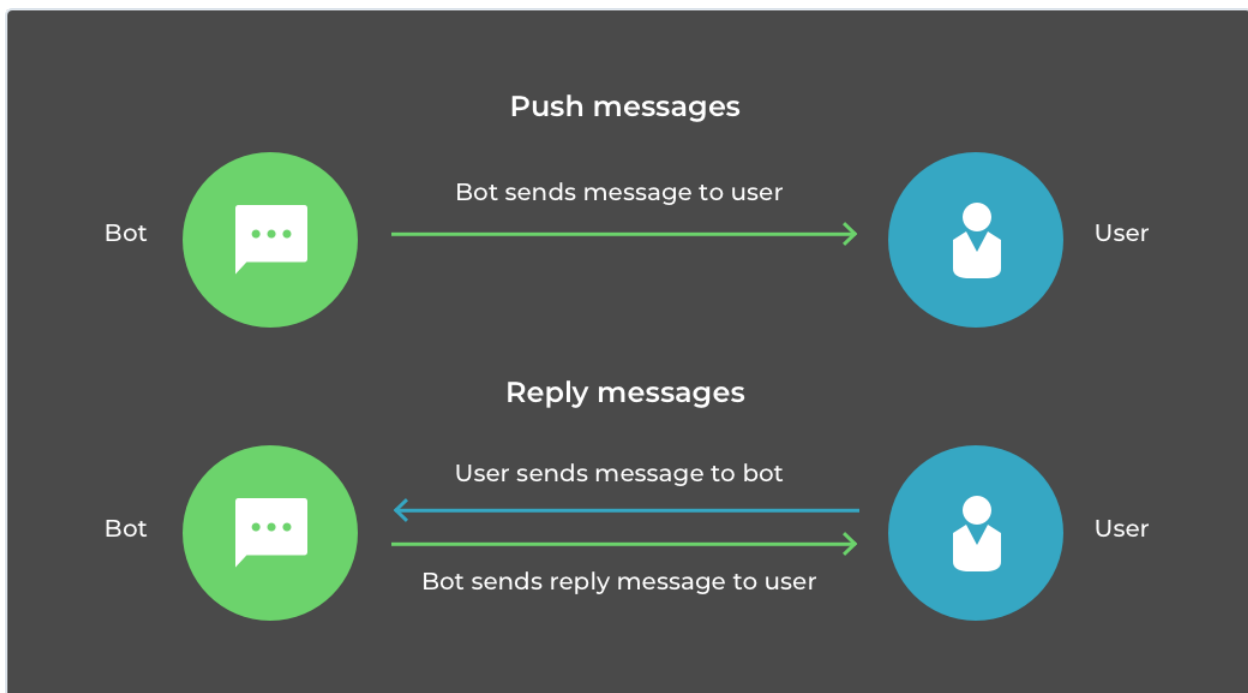 Push messages
Bot sends message to user
Bot
User
Reply messages
User sends message to bot
Bot
User
Bot sends reply message to user